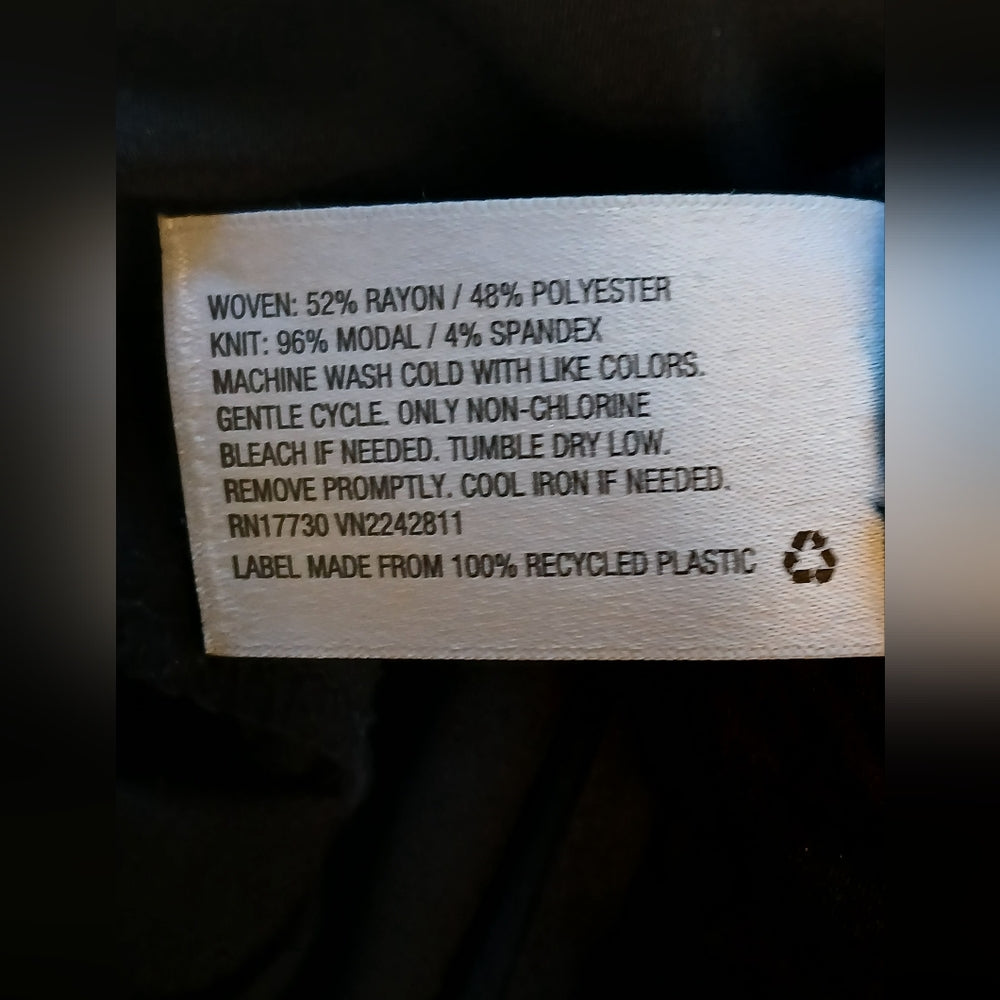 WOVEN: 52% RAYON / 48% POLYESTER
KNIT: 96% MODAL / 4% SPANDEX
MACHINE WASH COLD WITH LIKE COLORS.
GENTLE CYCLE. ONLY NON-CHLORINE
BLEACH IF NEEDED. TUMBLE DRY LOW.
REMOVE PROMPTLY. COOL IRON IF NEEDED.
RN17730 VN2242811
LABEL MADE FROM 100% RECYCLED PLASTIC